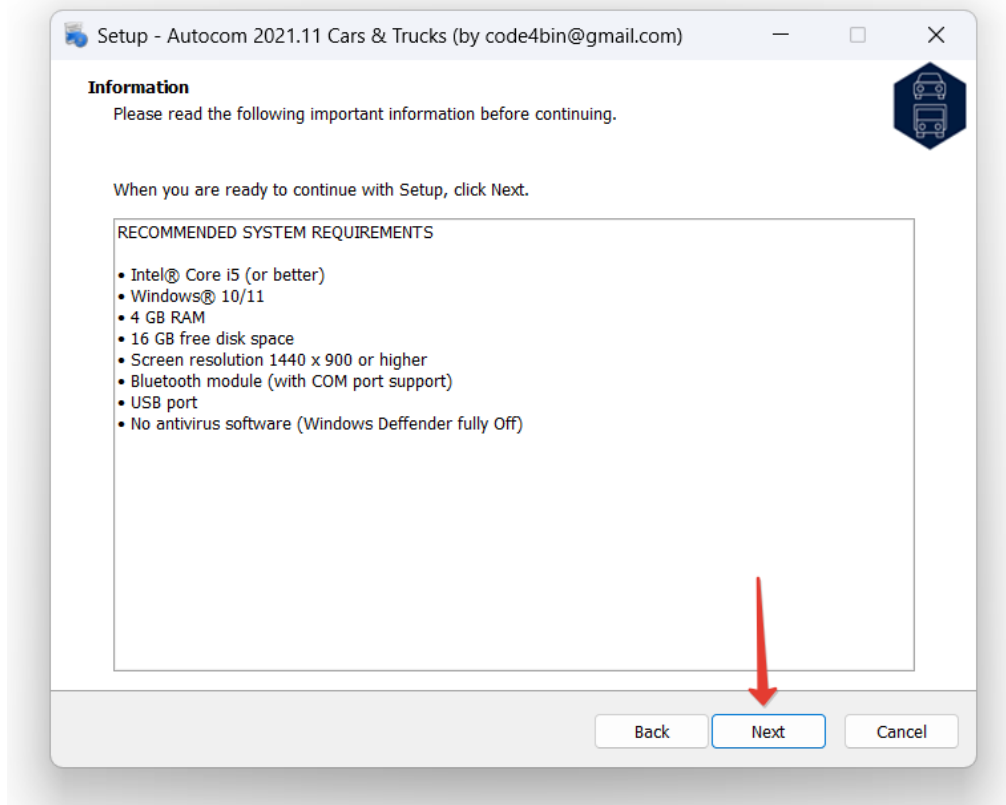 Setup - Autocom 2021.11 Cars & Trucks (by code4bin@gmail.com)
Information
Please read the following important information before continuing.
When you are ready to continue with Setup, click Next.
RECOMMENDED SYSTEM REQUIREMENTS
• Intel® Core i5 (or better)
• Windows® 10/11
• 4 GB RAM
• 16 GB free disk space
• Screen resolution 1440 x 900 or higher
• Bluetooth module (with COM port support)
• USB port
• No antivirus software (Windows Deffender fully Off)
Back Next Cancel